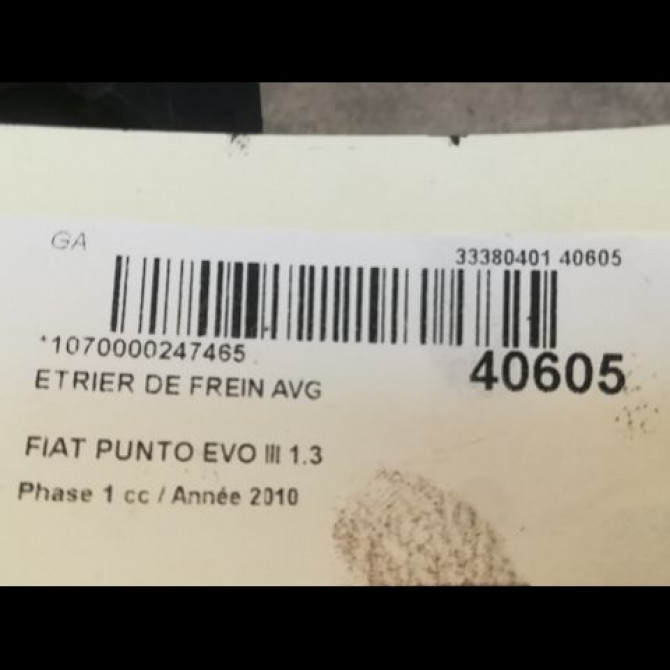 GA
33380401 40605
*1070000247465
40605
ETRIER DE FREIN AVG
FIAT PUNTO EVO III 1.3
Phase 1 cc / Année 2010